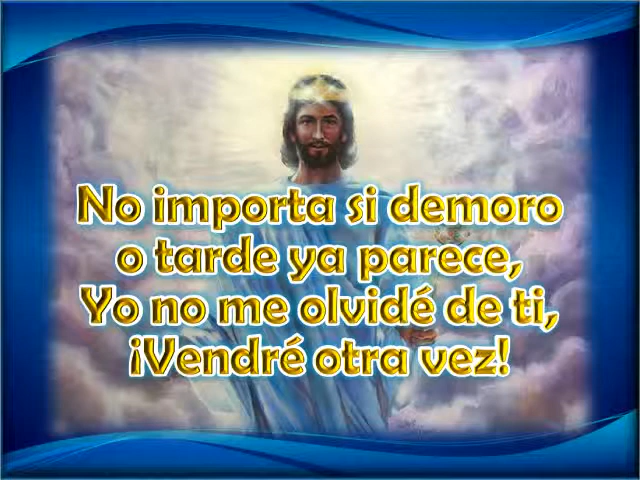 No importa si demoro
o tarde ya parece,
Yo no me olvidé de ti,
¡Vendré otra vez!